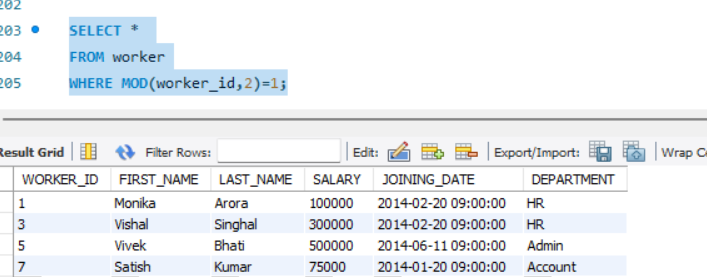 202
203 SELECT *
204 FROM worker
205 WHERE MOD(worker_id,2)=1;
Result Grid Filter Rows: Edit: Export/Import: Wrap C
WORKER_ID FIRST_NAME LAST_NAME SALARY JOINING_DATE DEPARTMENT
1 Monika Arora 100000 2014-02-20 09:00:00 HR
3 Vishal Singhal 300000 2014-02-20 09:00:00 HR
5 Vivek Bhati 500000 2014-06-11 09:00:00 Admin
7 Satish Kumar 75000 2014-01-20 09:00:00 Account